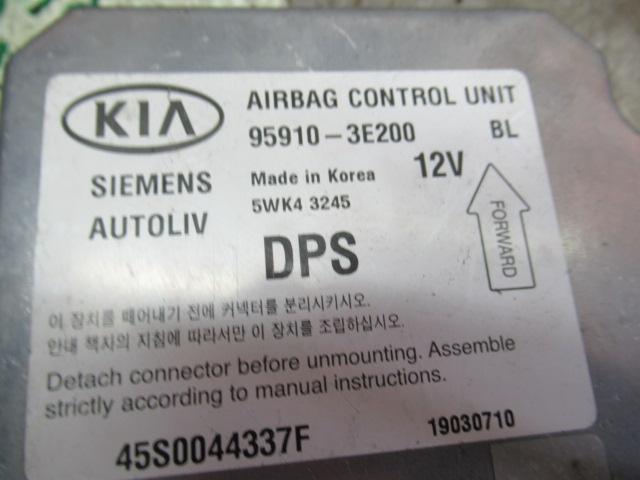 KIA
AIRBAG CONTROL UNIT
95910-3E200 BL
SIEMENS
AUTOLIV
Made in Korea
5WK4 3245
12V
FORWARD
DPS
이 장치를 떼어내기 전에 커넥터를 분리시키시오.
안내 책자의 지침에 따라서만 이 장치를 조립하십시오.
Detach connector before unmounting. Assemble
strictly according to manual instructions.
45S0044337F
19030710